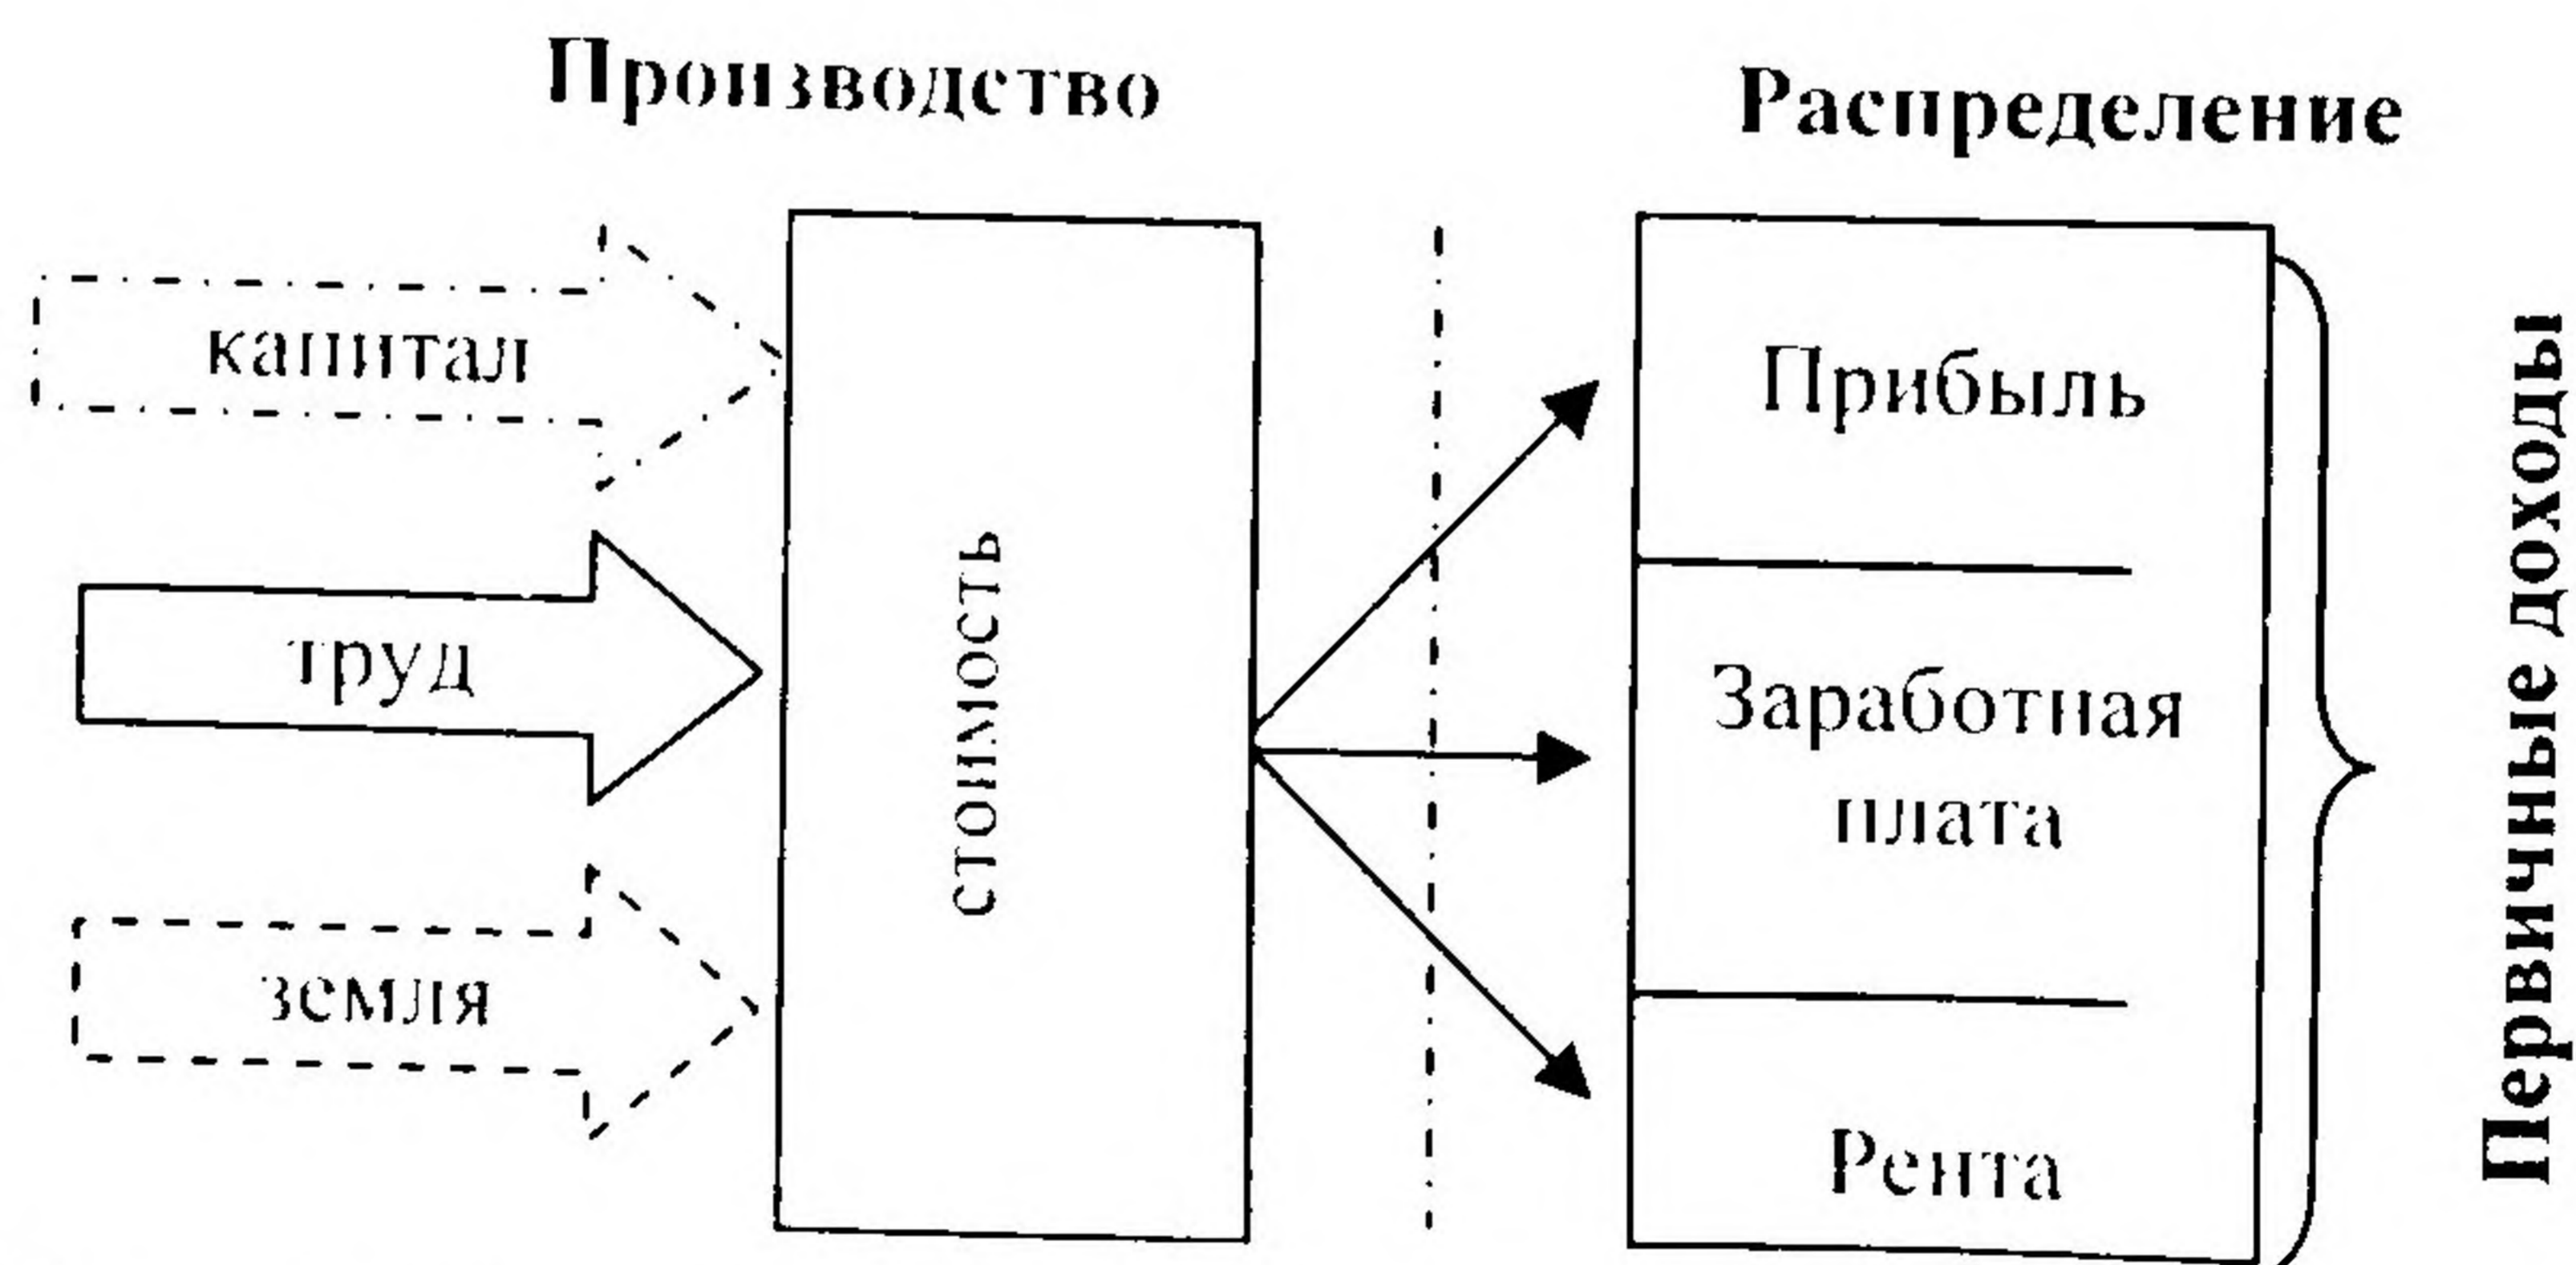 Производство
Распределение
капитал
труд
земля
стоимость
Прибыль
Заработная
плата
Рента
Первичные доходы